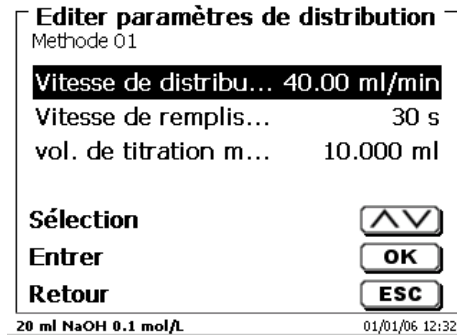 Editer paramètres de distribution
Methode 01
Vitesse de distribu... 40.00 ml/min
Vitesse de remplis... 30 s
vol. de titration m... 10.000 ml
Sélection
Entrer OK
Retour ESC
20 ml NaOH 0.1 mol/L 01/01/06 12:32